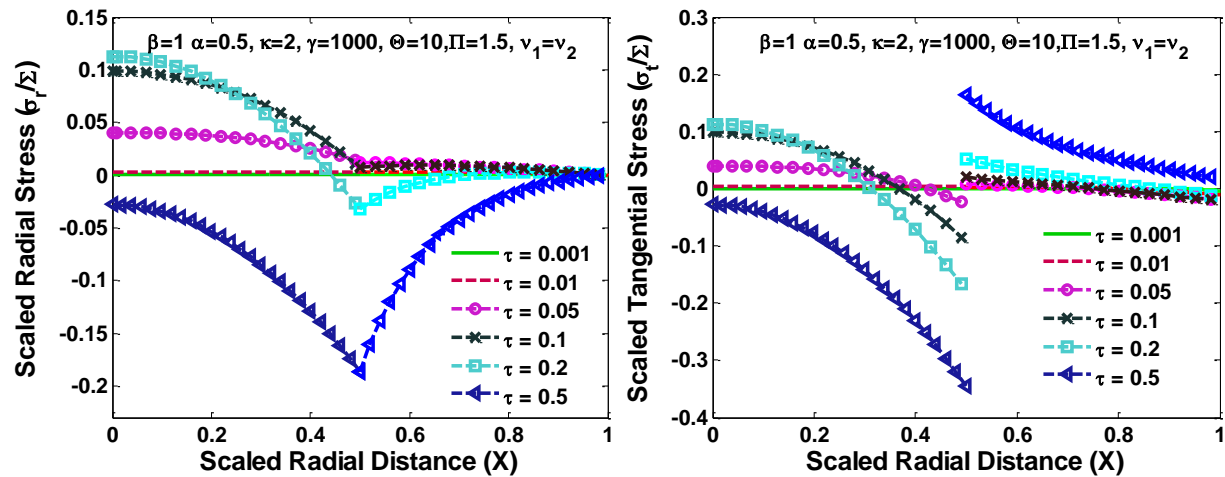 β=1 α=0.5, κ=2, γ=1000, Θ=10,Π=1.5, ν₁=ν₂
Scaled Radial Stress (σᵣ/Σ)
0.15
0.1
0.05
0
-0.05
-0.1
-0.15
-0.2
τ = 0.001
τ = 0.01
τ = 0.05
τ = 0.1
τ = 0.2
τ = 0.5
0 0.2 0.4 0.6 0.8 1
Scaled Radial Distance (X)
β=1 α=0.5, κ=2, γ=1000, Θ=10,Π=1.5, ν₁=ν₂
Scaled Tangential Stress (σₜ/Σ)
0.3
0.2
0.1
0
-0.1
-0.2
-0.3
-0.4
τ = 0.001
τ = 0.01
τ = 0.05
τ = 0.1
τ = 0.2
τ = 0.5
0 0.2 0.4 0.6 0.8 1
Scaled Radial Distance (X)